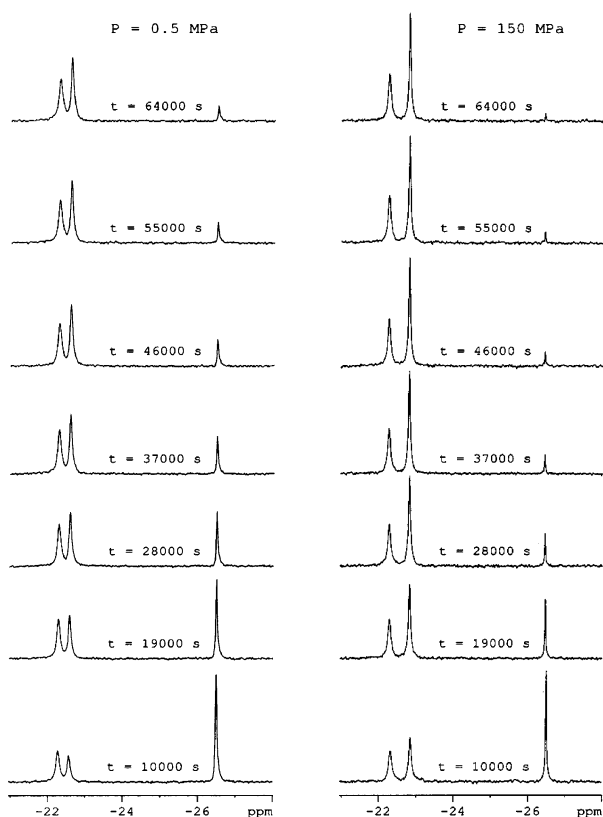 P = 0.5 MPa
t = 64000 s
t = 55000 s
t = 46000 s
t = 37000 s
t = 28000 s
t = 19000 s
t = 10000 s
-22 -24 -26 ppm
P = 150 MPa
t = 64000 s
t = 55000 s
t = 46000 s
t = 37000 s
t = 28000 s
t = 19000 s
t = 10000 s
-22 -24 -26 ppm